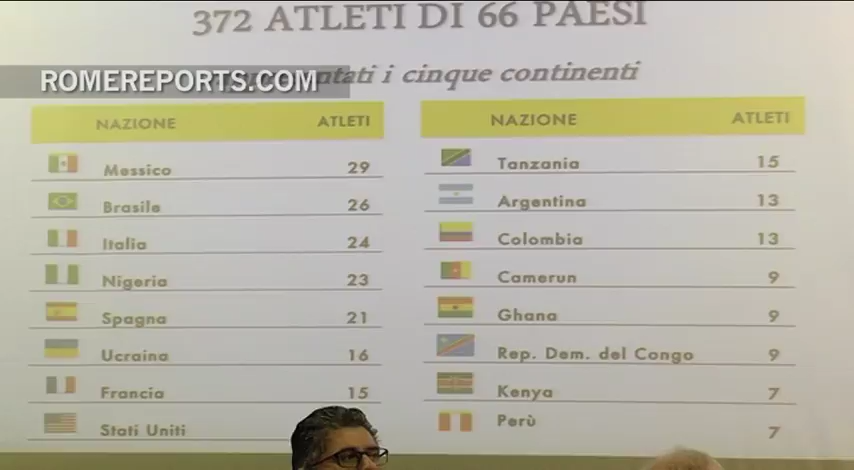 372 ATLETI DI 66 PAESI
ROMEREPORTS.COM
i cinque continenti
NAZIONE ATLETI
Messico 29
Brasile 26
Italia 24
Nigeria 23
Spagna 21
Ucraina 16
Francia 15
Stati Uniti
NAZIONE ATLETI
Tanzania 15
Argentina 13
Colombia 13
Camerun 9
Ghana 9
Rep. Dem. del Congo 9
Kenya 7
Perù 7